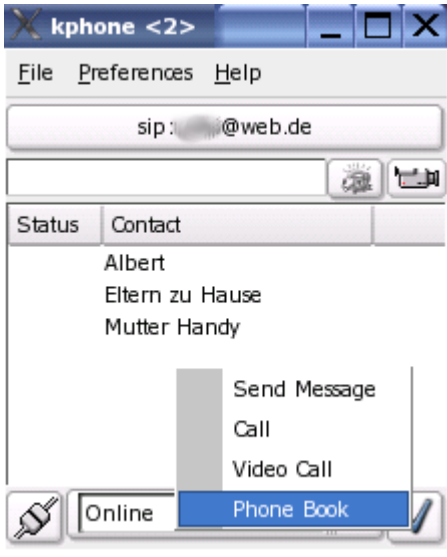 kphone <2>
File Preferences Help
sip: @web.de
Status Contact
Albert
Eltern zu Hause
Mutter Handy
Send Message
Call
Video Call
Phone Book
Online